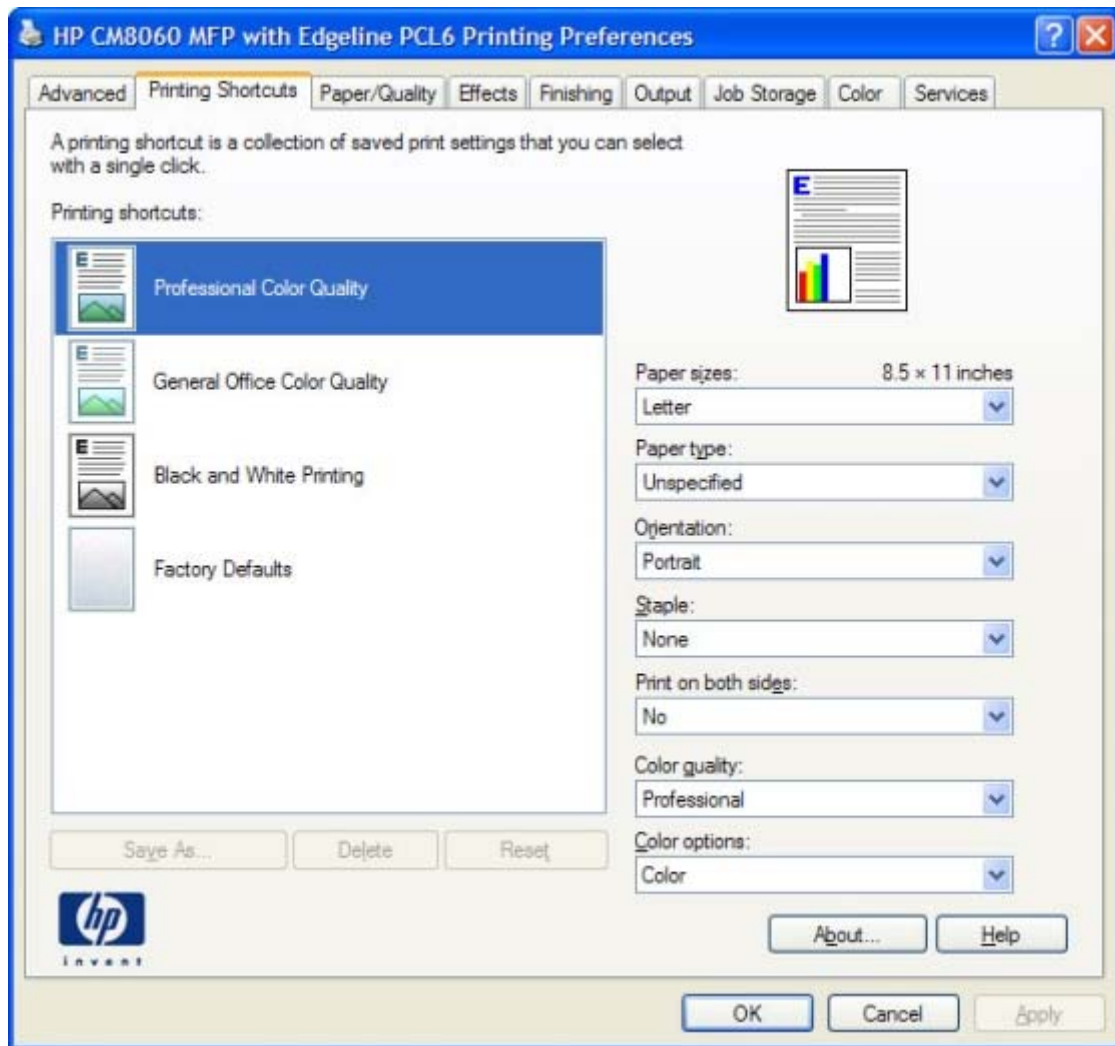 HP CM8060 MFP with Edgeline PCL6 Printing Preferences
Advanced Printing Shortcuts Paper/Quality Effects Finishing Output Job Storage Color Services
A printing shortcut is a collection of saved print settings that you can select
with a single click.
Printing shortcuts:
E
Professional Color Quality
E
General Office Color Quality
E
Black and White Printing
Factory Defaults
Save As... Delete Reset
hp
invent
E
Paper sizes: 8.5 × 11 inches
Letter
Paper type:
Unspecified
Orientation:
Portrait
Staple:
None
Print on both sides:
No
Color quality:
Professional
Color options:
Color
About... Help
OK Cancel Apply